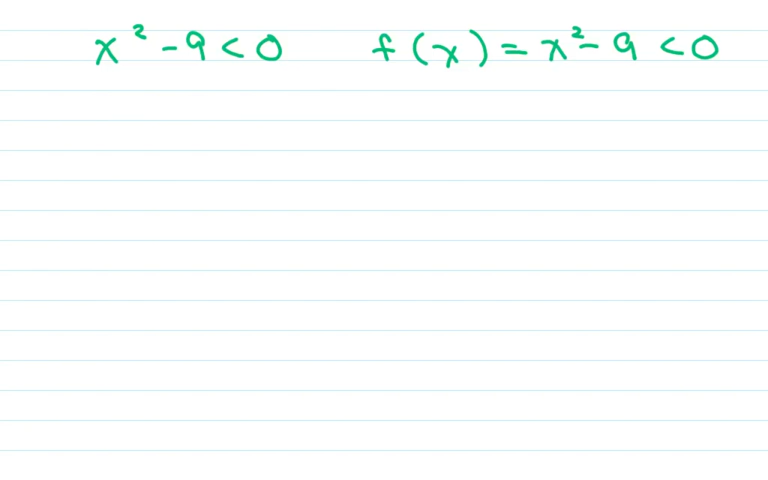 x² - 9 < 0 f(x) = x² - 9 < 0